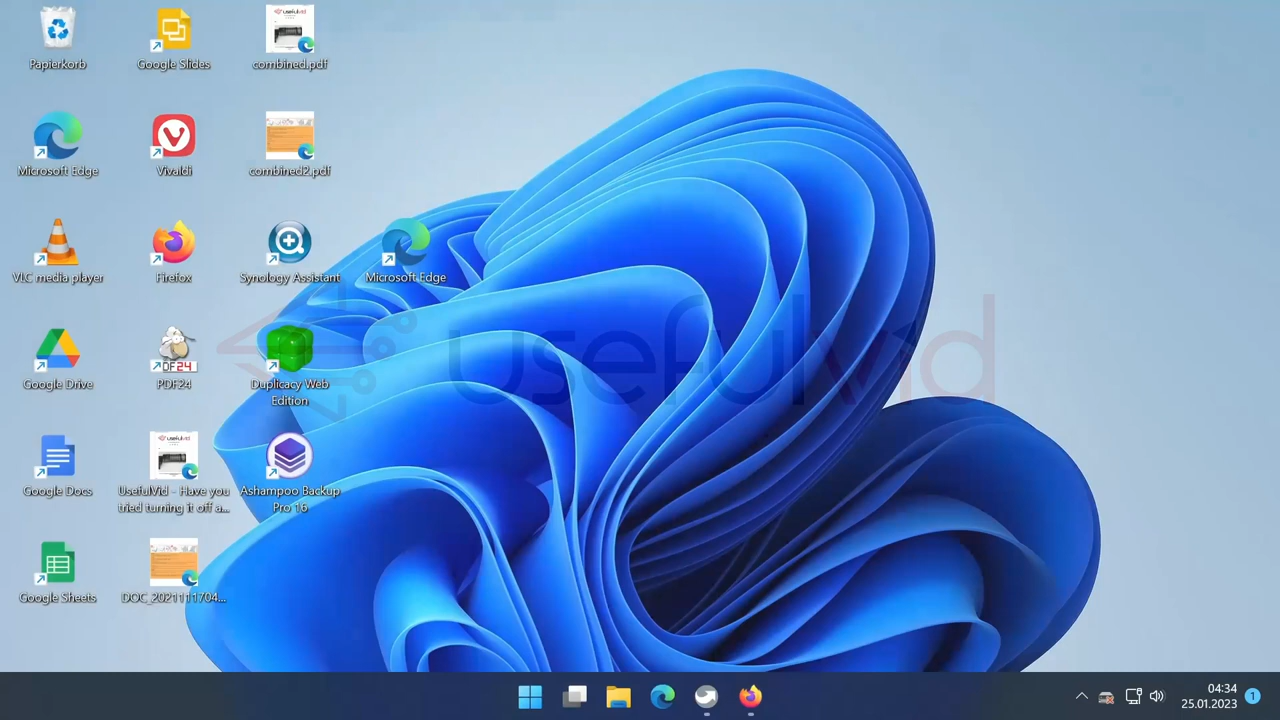 Papierkorb
Google Slides
combined.pdf
Microsoft Edge
Vivaldi
combined2.pdf
VLC media player
Firefox
Synology Assistant
Microsoft Edge
usefulvid
Google Drive
PDF24
Duplicacy Web
Edition
Google Docs
UsefulVid - Have you
tried turning it off a...
Ashampoo Backup
Pro 16
Google Sheets
DOC_2021111704...
04:34
25.01.2023
1